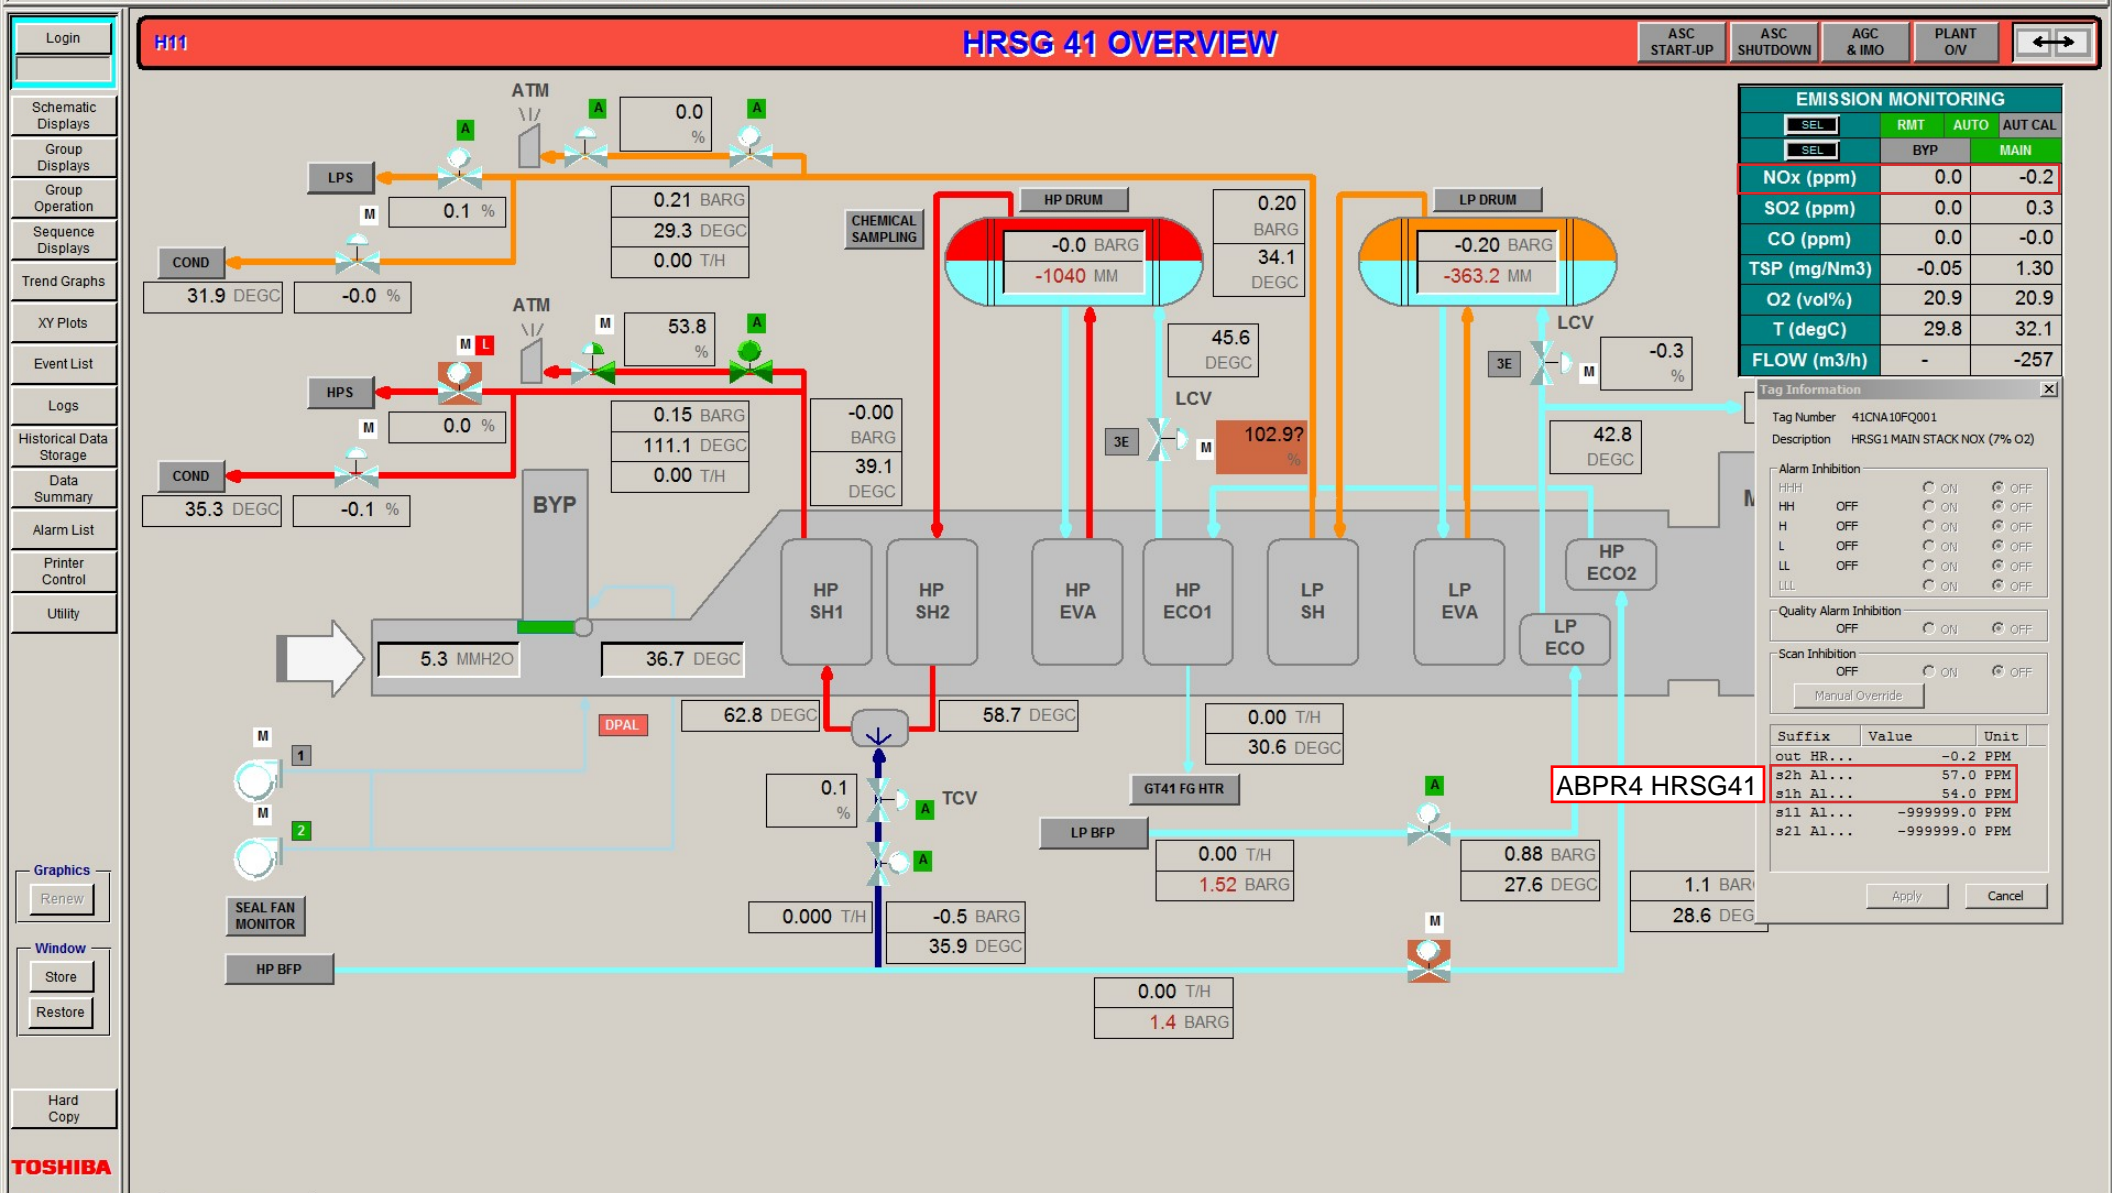 Login
H11
HRSG 41 OVERVIEW
ASC START-UP
ASC SHUTDOWN
AGC & IMO
PLANT O/V
Schematic Displays
Group Displays
Group Operation
Sequence Displays
Trend Graphs
XY Plots
Event List
Logs
Historical Data Storage
Data Summary
Alarm List
Printer Control
Utility
Graphics
Renew
Window
Store
Restore
Hard Copy
TOSHIBA
ATM
A
A
0.0 %
A
LPS
M
0.1 %
0.21 BARG
29.3 DEGC
0.00 T/H
COND
31.9 DEGC
-0.0 %
ATM
M
53.8 %
A
M L
HPS
M
0.0 %
0.15 BARG
111.1 DEGC
0.00 T/H
COND
35.3 DEGC
-0.1 %
CHEMICAL SAMPLING
HP DRUM
-0.0 BARG
-1040 MM
0.20 BARG
34.1 DEGC
LP DRUM
-0.20 BARG
-363.2 MM
45.6 DEGC
LCV
3E
M
102.9? %
LCV
3E
M
-0.3 %
42.8 DEGC
-0.00 BARG
39.1 DEGC
BYP
HP SH1
HP SH2
HP EVA
HP ECO1
LP SH
LP EVA
HP ECO2
LP ECO
5.3 MMH2O
36.7 DEGC
DPAL
M
1
M
2
SEAL FAN MONITOR
62.8 DEGC
58.7 DEGC
0.1 %
TCV
A
A
0.00 T/H
30.6 DEGC
GT41 FG HTR
LP BFP
0.00 T/H
1.52 BARG
A
0.88 BARG
27.6 DEGC
0.000 T/H
-0.5 BARG
35.9 DEGC
HP BFP
0.00 T/H
1.4 BARG
M
1.1 BAR
28.6 DEG
ABPR4 HRSG41
EMISSION MONITORING
SEL RMT AUTO AUT CAL
SEL BYP MAIN
NOx (ppm) 0.0 -0.2
SO2 (ppm) 0.0 0.3
CO (ppm) 0.0 -0.0
TSP (mg/Nm3) -0.05 1.30
O2 (vol%) 20.9 20.9
T (degC) 29.8 32.1
FLOW (m3/h) - -257
Tag Information
Tag Number 41CNA10FQ001
Description HRSG1 MAIN STACK NOX (7% O2)
Alarm Inhibition
HHH ON OFF
HH OFF ON OFF
H OFF ON OFF
L OFF ON OFF
LL OFF ON OFF
LLL ON OFF
Quality Alarm Inhibition
OFF ON OFF
Scan Inhibition
OFF ON OFF
Manual Override
Suffix Value Unit
out HR... -0.2 PPM
s2h Al... 57.0 PPM
s1h Al... 54.0 PPM
s1l Al... -999999.0 PPM
s2l Al... -999999.0 PPM
Apply
Cancel